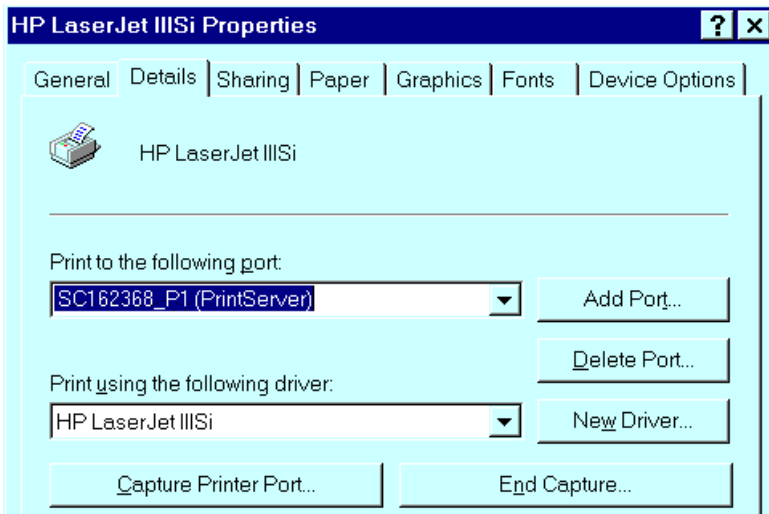 HP LaserJet IIISi Properties ? ×
General Details Sharing Paper Graphics Fonts Device Options
HP LaserJet IIISi
Print to the following port:
SC162368_P1 (PrintServer)
Add Port...
Delete Port...
Print using the following driver:
HP LaserJet IIISi
New Driver...
Capture Printer Port... End Capture...